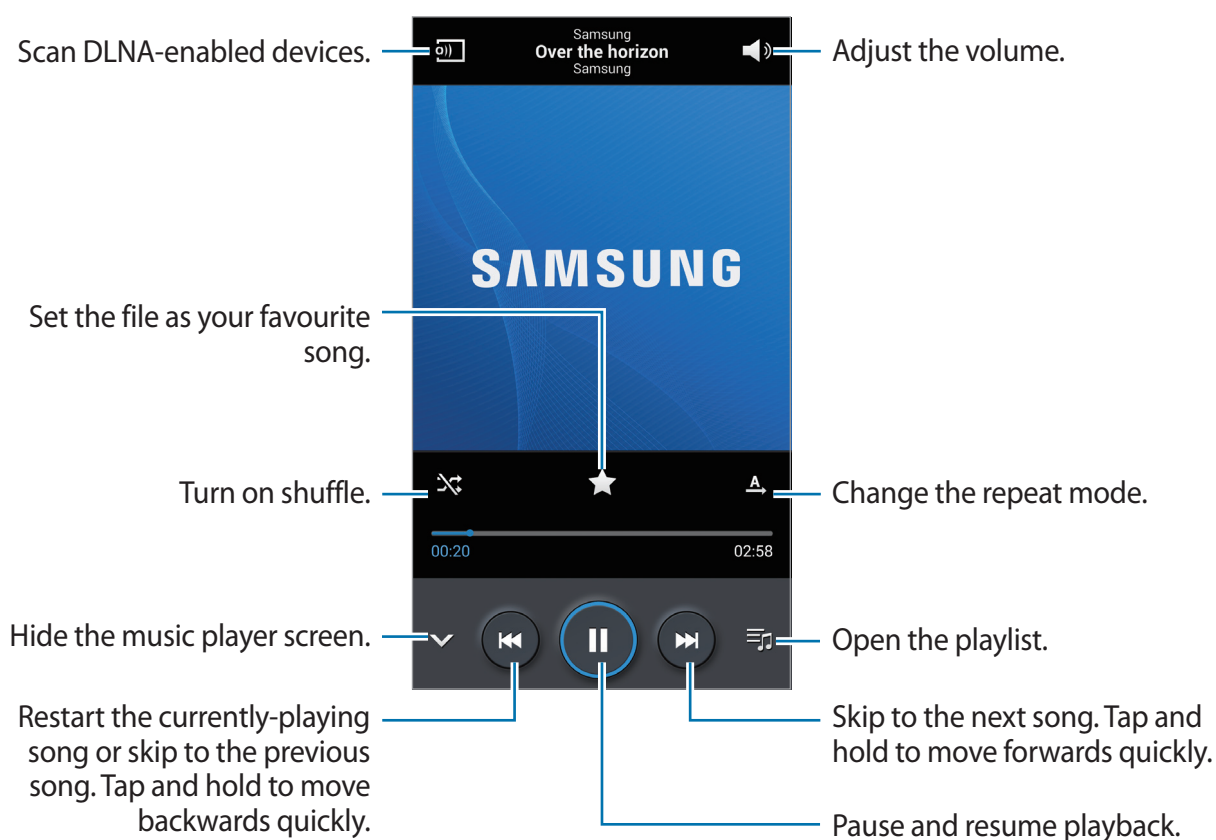 Scan DLNA-enabled devices.
Samsung
Over the horizon
Samsung
Adjust the volume.
SAMSUNG
Set the file as your favourite
song.
Turn on shuffle.
A
Change the repeat mode.
00:20
02:58
Hide the music player screen.
Open the playlist.
Restart the currently-playing
song or skip to the previous
song. Tap and hold to move
backwards quickly.
Skip to the next song. Tap and
hold to move forwards quickly.
Pause and resume playback.